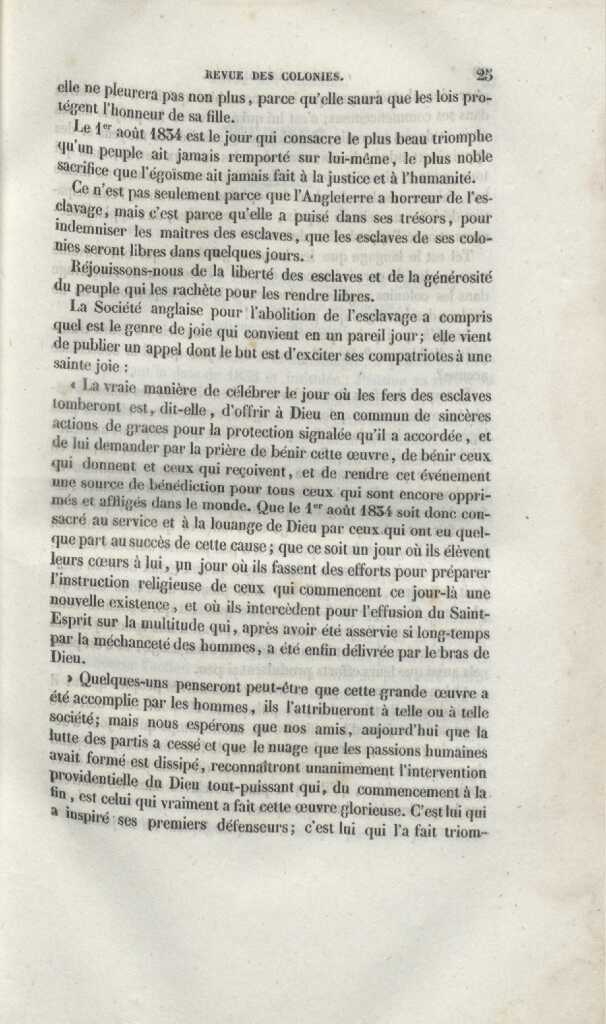 REVUE DES COLONIES. 25
elle ne pleurera pas non plus, parce qu'elle saura que les lois pro-
tégent l'honneur de sa fille.
Le 1er août 1834 est le jour qui consacre le plus beau triomphe
qu'un peuple ait jamais remporté sur lui-même, le plus noble
sacrifice que l'égoïsme ait jamais fait à la justice et à l'humanité.
Ce n'est pas seulement parce que l'Angleterre a horreur de l'es-
clavage, mais c'est parce qu'elle a puisé dans ses trésors, pour
indemniser les maîtres des esclaves, que les esclaves de ses colo-
nies seront libres dans quelques jours.
Réjouissons-nous de la liberté des esclaves et de la générosité
du peuple qui les rachète pour les rendre libres.
La Société anglaise pour l'abolition de l'esclavage a compris
quel est le genre de joie qui convient en un pareil jour; elle vient
de publier un appel dont le but est d'exciter ses compatriotes à une
sainte joie :
« La vraie manière de célébrer le jour où les fers des esclaves
tomberont est, dit-elle, d'offrir à Dieu en commun de sincères
actions de graces pour la protection signalée qu'il a accordée, et
de lui demander par la prière de bénir cette œuvre, de bénir ceux
qui donnent et ceux qui reçoivent, et de rendre cet événement
une source de bénédiction pour tous ceux qui sont encore oppri-
més et affligés dans le monde. Que le 1er août 1834 soit donc con-
sacré au service et à la louange de Dieu par ceux qui ont eu quel-
que part au succès de cette cause; que ce soit un jour où ils élèvent
leurs cœurs à lui, un jour où ils fassent des efforts pour préparer
l'instruction religieuse de ceux qui commencent ce jour-là une
nouvelle existence, et où ils intercèdent pour l'effusion du Saint-
Esprit sur la multitude qui, après avoir été asservie si long-temps
par la méchanceté des hommes, a été enfin délivrée par le bras de
Dieu.
» Quelques-uns penseront peut-être que cette grande œuvre a
été accomplie par les hommes, ils l'attribueront à telle ou à telle
société; mais nous espérons que nos amis, aujourd'hui que la
lutte des partis a cessé et que le nuage que les passions humaines
avait formé est dissipé, reconnaîtront unanimement l'intervention
providentielle du Dieu tout-puissant qui, du commencement à la
fin, est celui qui vraiment a fait cette œuvre glorieuse. C'est lui qui
a inspiré ses premiers défenseurs; c'est lui qui l'a fait triom-